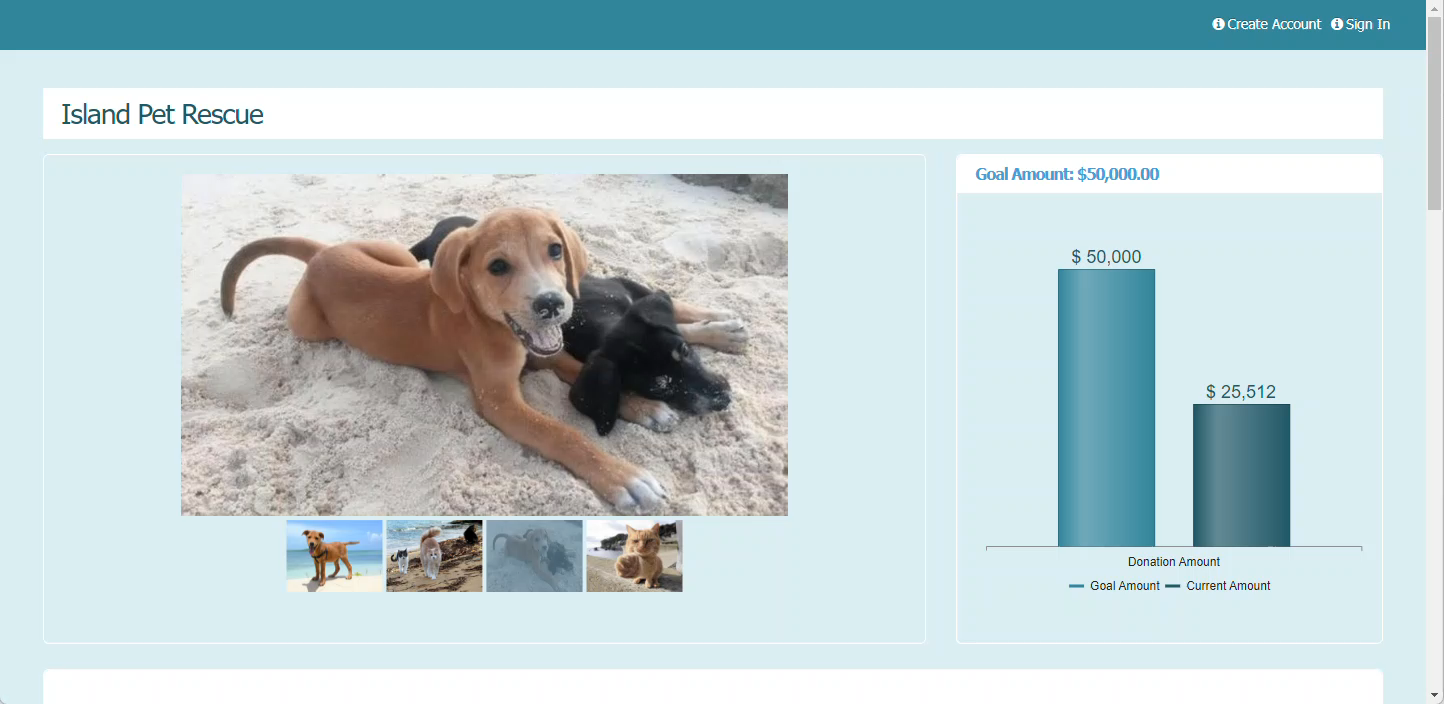 Create Account Sign In
Island Pet Rescue
Goal Amount: $50,000.00
$ 50,000
$ 25,512
Donation Amount
Goal Amount Current Amount